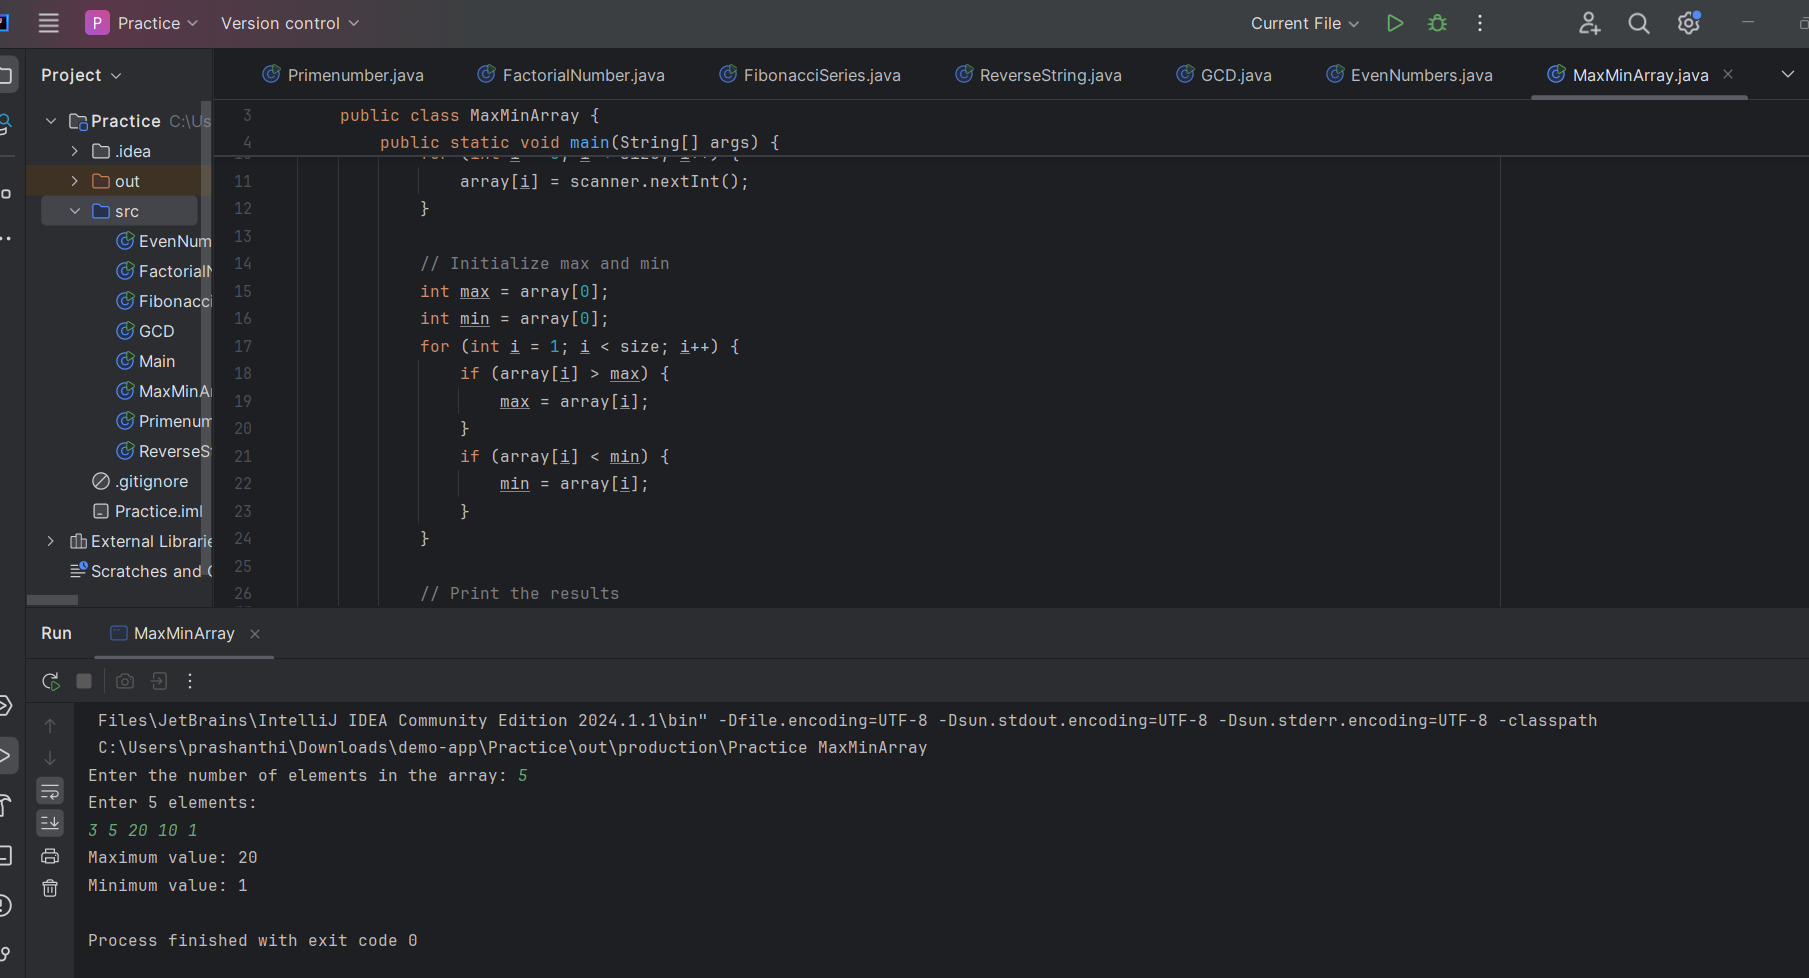 P Practice Version control Current File
Project
Primenumber.java FactorialNumber.java FibonacciSeries.java ReverseString.java GCD.java EvenNumbers.java MaxMinArray.java
Practice C:\Us
.idea
out
src
EvenNum
FactorialN
Fibonacci
GCD
Main
MaxMinAr
Primenum
ReverseSt
.gitignore
Practice.iml
External Librarie
Scratches and C
3 public class MaxMinArray {
4 public static void main(String[] args) {
10 for (int i = 0; i < size; i++) {
11 array[i] = scanner.nextInt();
12 }
13
14 // Initialize max and min
15 int max = array[0];
16 int min = array[0];
17 for (int i = 1; i < size; i++) {
18 if (array[i] > max) {
19 max = array[i];
20 }
21 if (array[i] < min) {
22 min = array[i];
23 }
24 }
25
26 // Print the results
Run MaxMinArray
Files\JetBrains\IntelliJ IDEA Community Edition 2024.1.1\bin" -Dfile.encoding=UTF-8 -Dsun.stdout.encoding=UTF-8 -Dsun.stderr.encoding=UTF-8 -classpath
C:\Users\prashanthi\Downloads\demo-app\Practice\out\production\Practice MaxMinArray
Enter the number of elements in the array: 5
Enter 5 elements:
3 5 20 10 1
Maximum value: 20
Minimum value: 1
Process finished with exit code 0